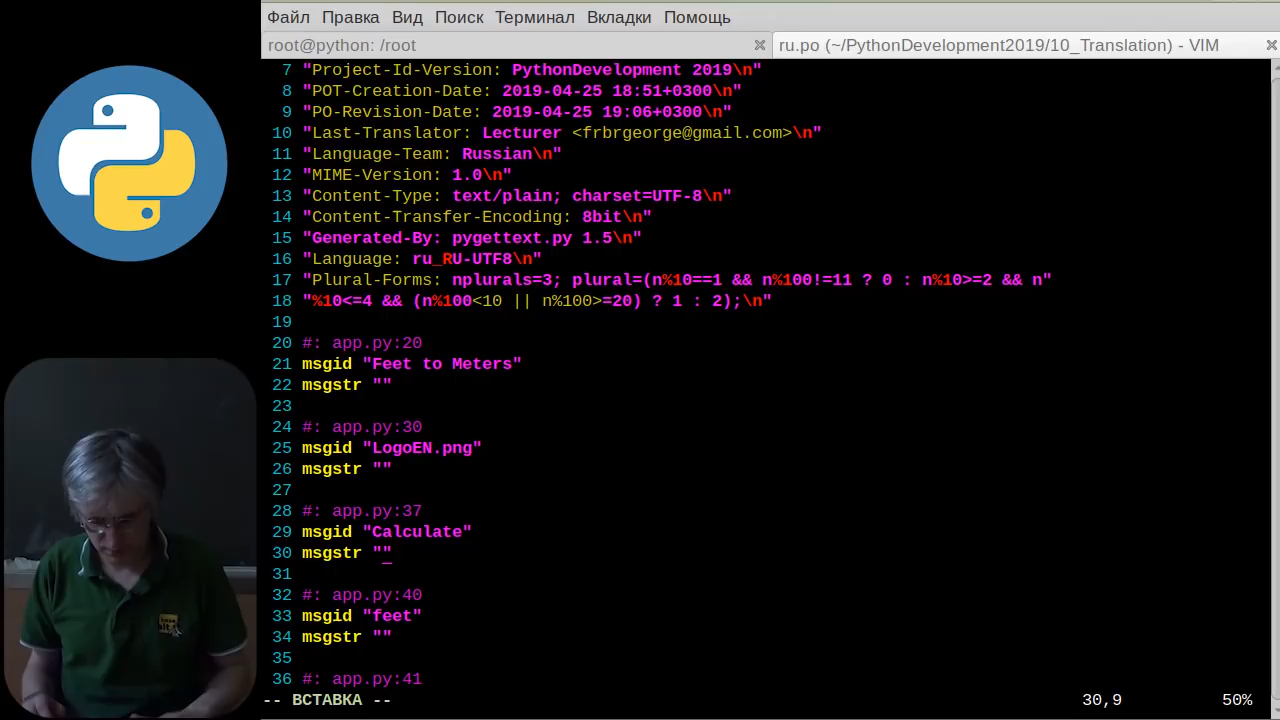 Файл Правка Вид Поиск Терминал Вкладки Помощь
root@python: /root
ru.po (~/PythonDevelopment2019/10_Translation) - VIM
7 "Project-Id-Version: PythonDevelopment 2019\n"
8 "POT-Creation-Date: 2019-04-25 18:51+0300\n"
9 "PO-Revision-Date: 2019-04-25 19:06+0300\n"
10 "Last-Translator: Lecturer <frbrgeorge@gmail.com>\n"
11 "Language-Team: Russian\n"
12 "MIME-Version: 1.0\n"
13 "Content-Type: text/plain; charset=UTF-8\n"
14 "Content-Transfer-Encoding: 8bit\n"
15 "Generated-By: pygettext.py 1.5\n"
16 "Language: ru_RU-UTF8\n"
17 "Plural-Forms: nplurals=3; plural=(n%10==1 && n%100!=11 ? 0 : n%10>=2 && n"
18 "%10<=4 && (n%100<10 || n%100>=20) ? 1 : 2);\n"
19
20 #: app.py:20
21 msgid "Feet to Meters"
22 msgstr ""
23
24 #: app.py:30
25 msgid "LogoEN.png"
26 msgstr ""
27
28 #: app.py:37
29 msgid "Calculate"
30 msgstr ""
31
32 #: app.py:40
33 msgid "feet"
34 msgstr ""
35
36 #: app.py:41
-- ВСТАВКА -- 30,9 50%